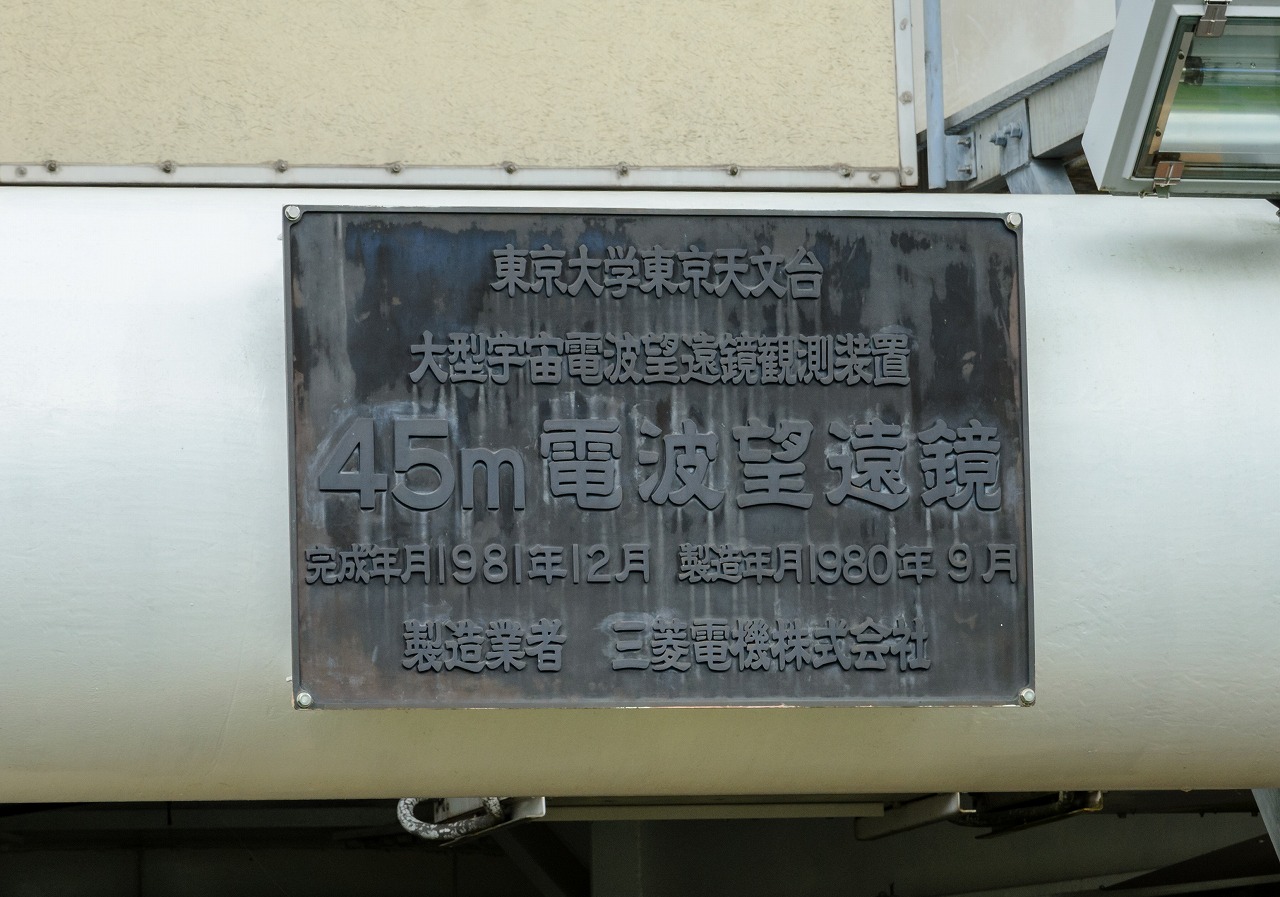 東京大学東京天文台
大型宇宙電波望遠鏡観測装置
45m電波望遠鏡
完成年月1981年12月 製造年月1980年9月
製造業者 三菱電機株式会社